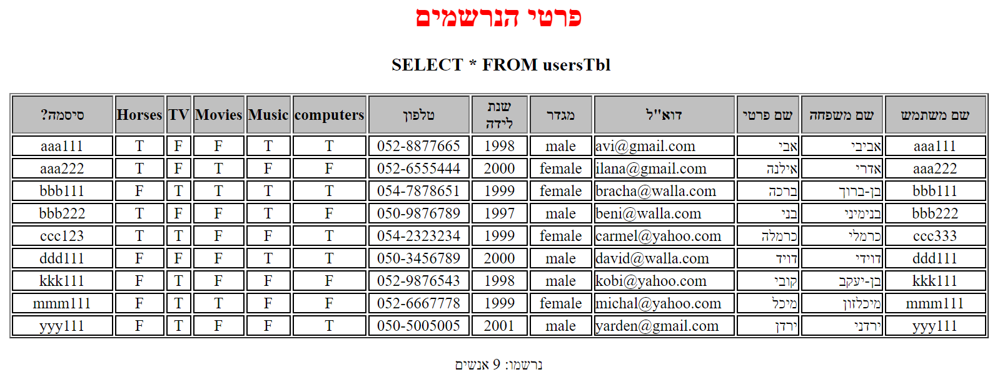 פרטי הנרשמים
SELECT * FROM usersTbl
שם משתמש שם משפחה שם פרטי דוא"ל מגדר שנת לידה טלפון computers Music Movies TV Horses סיסמה?
aaa111 אביבי אבי avi@gmail.com male 1998 052-8877665 T T F F T aaa111
aaa222 אדרי אילנה ilana@gmail.com female 2000 052-6555444 F F T F T aaa222
bbb111 בן-ברוך ברכה bracha@walla.com female 1999 054-7878651 T T T T F bbb111
bbb222 בנימיני בני beni@walla.com male 1997 050-9876789 F T F F T bbb222
ccc333 כרמלי כרמלה carmel@yahoo.com female 1999 054-2323234 T F F T T ccc123
ddd111 דוידי דויד david@walla.com male 2000 050-3456789 T T F F F ddd111
kkk111 בן-יעקב קובי kobi@yahoo.com male 1998 052-9876543 F F F T F kkk111
mmm111 מיכלזון מיכל michal@yahoo.com female 1999 052-6667778 F F T T F mmm111
yyy111 ירדני ירדן yarden@gmail.com male 2001 050-5005005 T F F T F yyy111
נרשמו: 9 אנשים